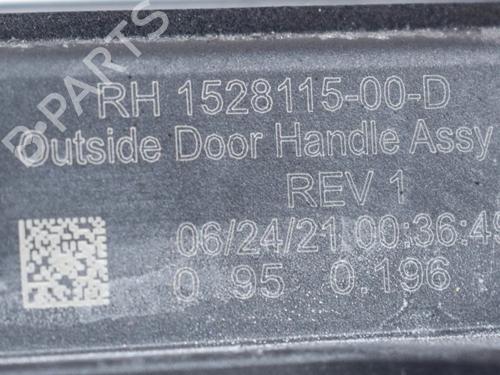 B-PARTS
RH 1528115-00-D
Outside Door Handle Assy
REV 1
06/24/21 00:36:49
0 95 0.196